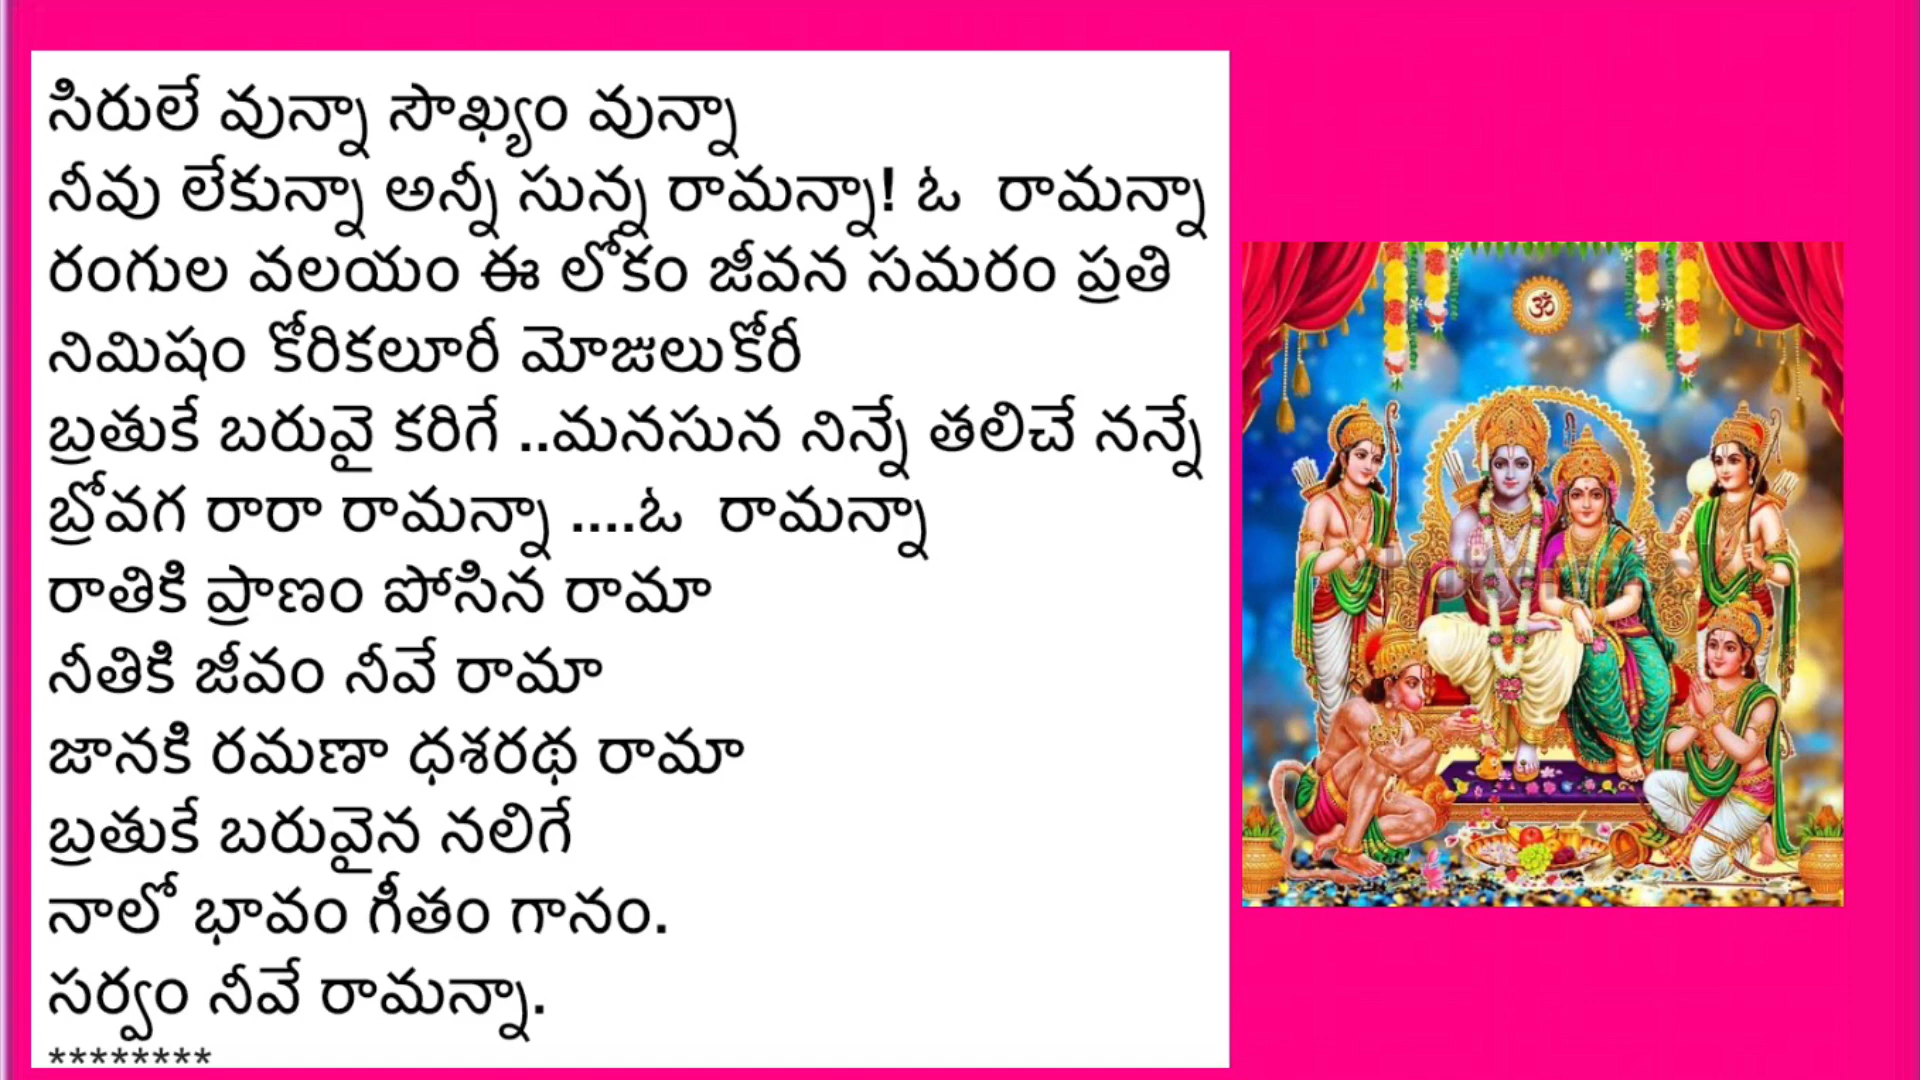 సిరులే వున్నా సౌఖ్యం వున్నా
నీవు లేకున్నా అన్నీ సున్న రామన్నా! ఓ  రామన్నా
రంగుల వలయం ఈ లోకం జీవన సమరం ప్రతి
నిమిషం కోరికలూరీ మోజులుకోరీ
బ్రతుకే బరువై కరిగే ..మనసున నిన్నే తలిచే నన్నే
బ్రోవగ రారా రామన్నా ....ఓ  రామన్నా
రాతికి ప్రాణం పోసిన రామా
నీతికి జీవం నీవే రామా
జానకి రమణా ధశరథ రామా
బ్రతుకే బరువైన నలిగే
నాలో భావం గీతం గానం.
సర్వం నీవే రామన్నా.
********
ॐ